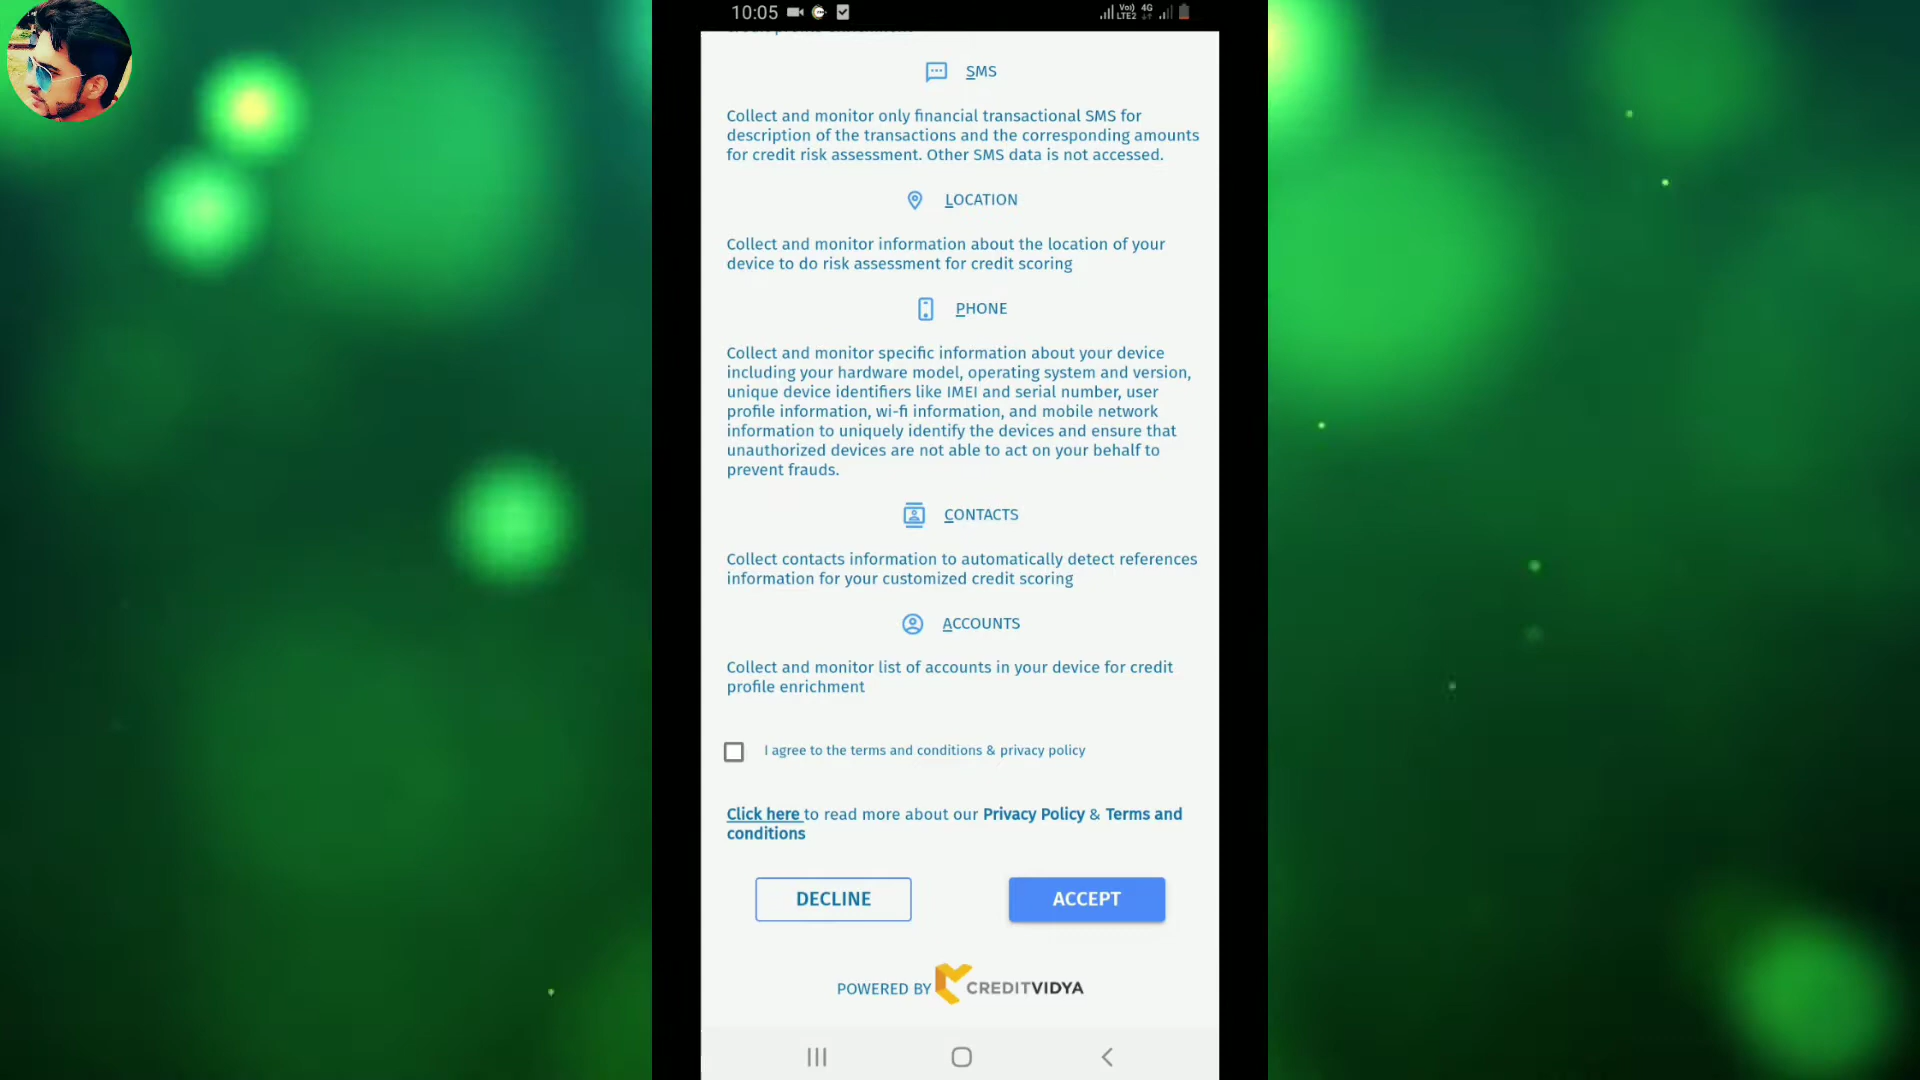 10:05
Vo)) 4G
LTE2
SMS
Collect and monitor only financial transactional SMS for
description of the transactions and the corresponding amounts
for credit risk assessment. Other SMS data is not accessed.
LOCATION
Collect and monitor information about the location of your
device to do risk assessment for credit scoring
PHONE
Collect and monitor specific information about your device
including your hardware model, operating system and version,
unique device identifiers like IMEI and serial number, user
profile information, wi-fi information, and mobile network
information to uniquely identify the devices and ensure that
unauthorized devices are not able to act on your behalf to
prevent frauds.
CONTACTS
Collect contacts information to automatically detect references
information for your customized credit scoring
ACCOUNTS
Collect and monitor list of accounts in your device for credit
profile enrichment
I agree to the terms and conditions & privacy policy
Click here to read more about our Privacy Policy & Terms and
conditions
DECLINE
ACCEPT
POWERED BY CREDITVIDYA